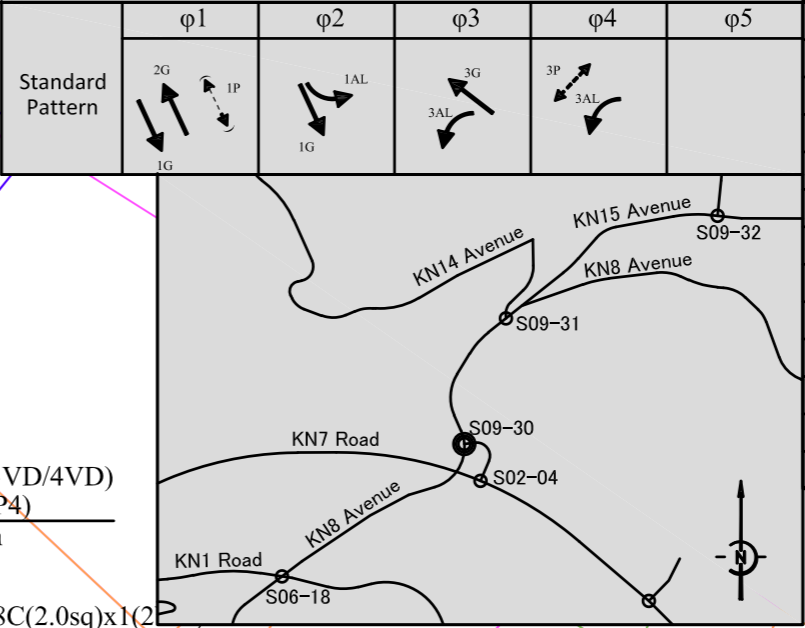 φ1 φ2 φ3 φ4 φ5
Standard
Pattern
2G 1P 1G
1AL 1G
3G 3AL
3P 3AL
KN15 Avenue
S09-32
KN14 Avenue
KN8 Avenue
S09-31
S09-30
KN7 Road
S02-04
VD/4VD)
P4)
KN8 Avenue
N
KN1 Road
S06-18
8C(2.0sq)x1(2